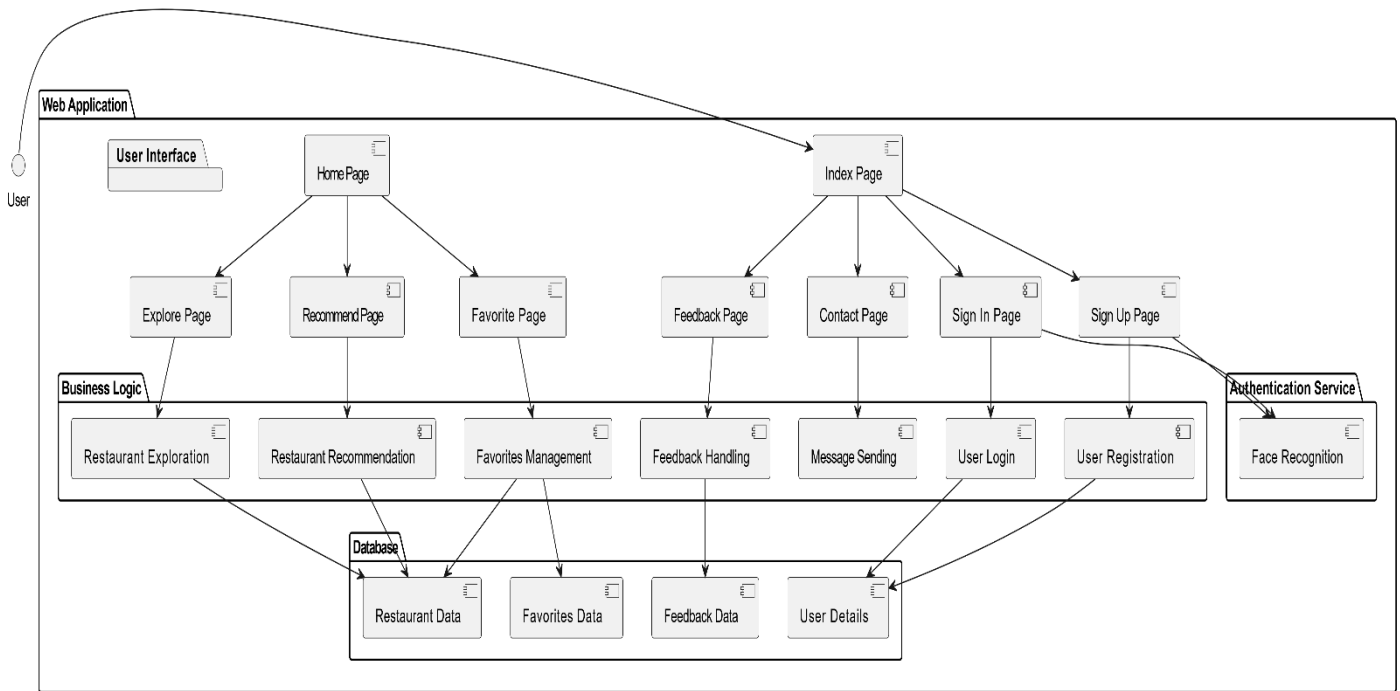 Web Application
User Interface
Home Page
Index Page
User
Explore Page
Recommend Page
Favorite Page
Feedback Page
Contact Page
Sign In Page
Sign Up Page
Business Logic
Authentication Service
Restaurant Exploration
Restaurant Recommendation
Favorites Management
Feedback Handling
Message Sending
User Login
User Registration
Face Recognition
Database
Restaurant Data
Favorites Data
Feedback Data
User Details